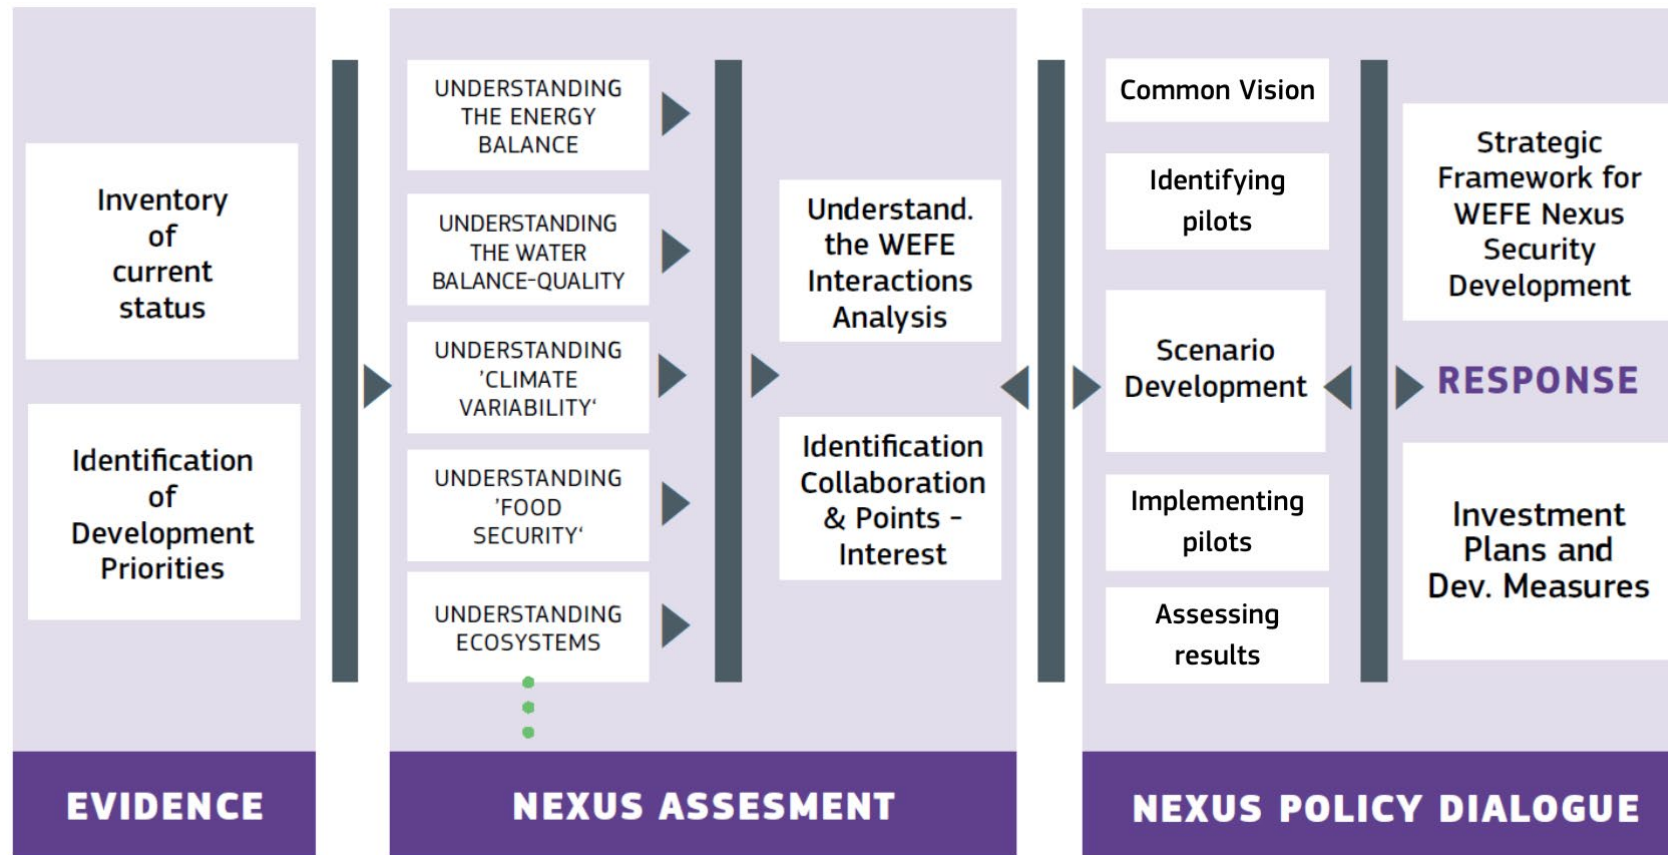 Inventory
of
current
status
Identification
of
Development
Priorities
EVIDENCE
UNDERSTANDING
THE ENERGY
BALANCE
UNDERSTANDING
THE WATER
BALANCE-QUALITY
UNDERSTANDING
’CLIMATE
VARIABILITY‘
UNDERSTANDING
’FOOD
SECURITY‘
UNDERSTANDING
ECOSYSTEMS
Understand.
the WEFE
Interactions
Analysis
Identification
Collaboration
& Points -
Interest
NEXUS ASSESMENT
Common Vision
Identifying
pilots
Scenario
Development
Implementing
pilots
Assessing
results
Strategic
Framework for
WEFE Nexus
Security
Development
RESPONSE
Investment
Plans and
Dev. Measures
NEXUS POLICY DIALOGUE